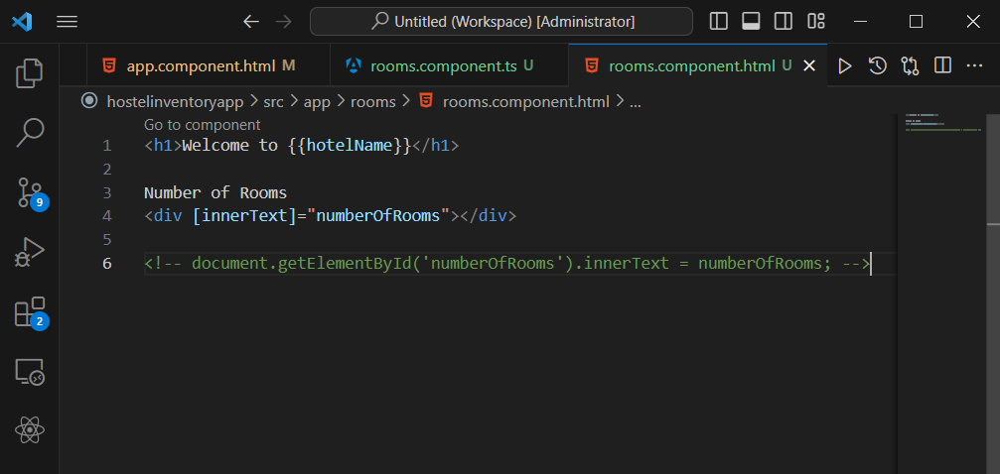 Untitled (Workspace) [Administrator]
app.component.html M
rooms.component.ts U
rooms.component.html U
hostelinventoryapp > src > app > rooms > rooms.component.html > ...
Go to component
1 <h1>Welcome to {{hotelName}}</h1>
2
3 Number of Rooms
4 <div [innerText]="numberOfRooms"></div>
5
6 <!-- document.getElementById('numberOfRooms').innerText = numberOfRooms; -->
9
2